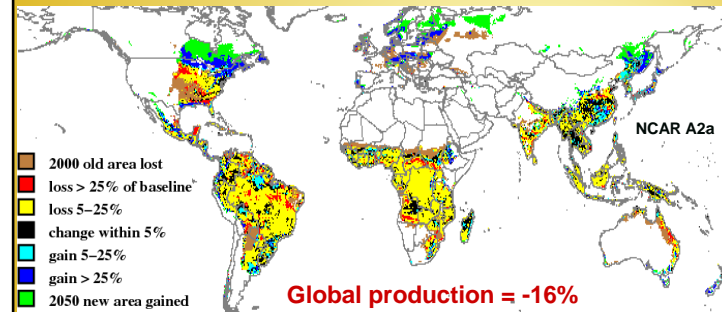 NCAR A2a
2000 old area lost
loss > 25% of baseline
loss 5–25%
change within 5%
gain 5–25%
gain > 25%
2050 new area gained
Global production = -16%